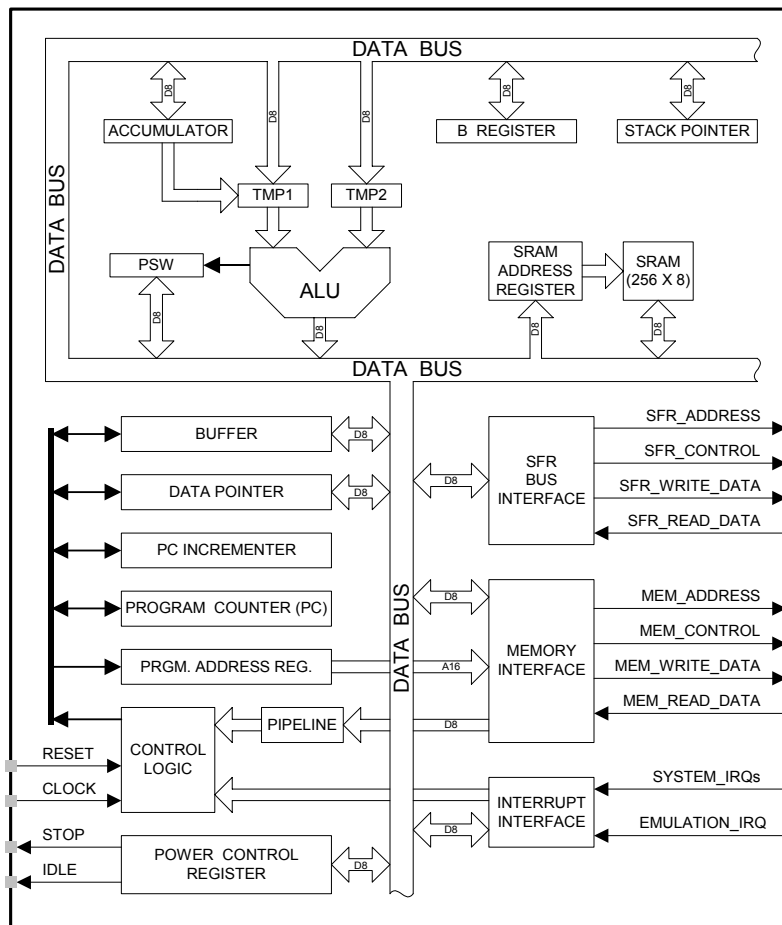 DATA BUS
D8
D8
D8
D8
D8
ACCUMULATOR
B REGISTER
STACK POINTER
DATA BUS
TMP1
TMP2
PSW
ALU
SRAM
ADDRESS
REGISTER
SRAM
(256 X 8)
D8
D8
D8
D8
DATA BUS
BUFFER
D8
SFR_ADDRESS
SFR_CONTROL
SFR
BUS
INTERFACE
D8
DATA POINTER
D8
SFR_WRITE_DATA
SFR_READ_DATA
PC INCREMENTER
DATA BUS
D8
PROGRAM COUNTER (PC)
MEM_ADDRESS
MEM_CONTROL
MEMORY
INTERFACE
PRGM. ADDRESS REG.
A16
MEM_WRITE_DATA
MEM_READ_DATA
PIPELINE
D8
CONTROL
LOGIC
RESET
CLOCK
SYSTEM_IRQs
INTERRUPT
INTERFACE
D8
EMULATION_IRQ
STOP
IDLE
POWER CONTROL
REGISTER
D8